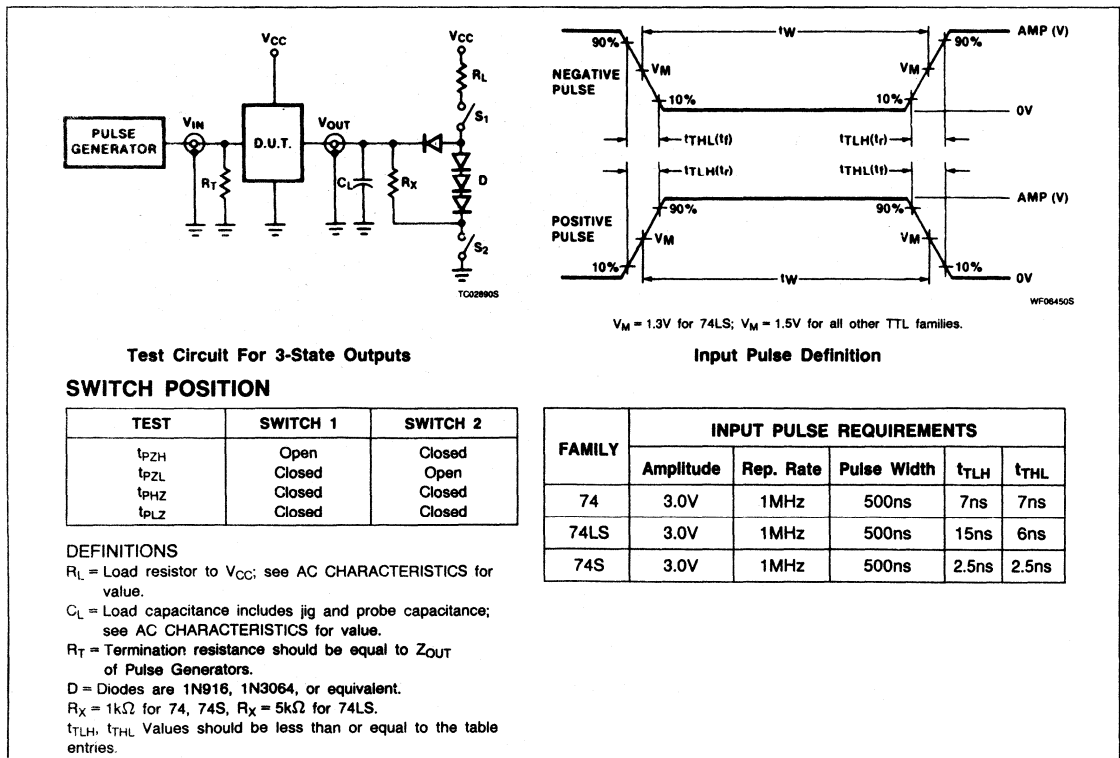 VCC
VCC
RL
S1
PULSE
GENERATOR
VIN
D.U.T.
VOUT
RT
CL
RX
D
S2
TC02890S
NEGATIVE
PULSE
90%
tW
90%
AMP (V)
VM
VM
10%
10%
0V
tTHL(tf)
tTLH(tr)
tTLH(tr)
tTHL(tf)
AMP (V)
90%
90%
POSITIVE
PULSE
VM
VM
10%
10%
tW
0V
WF06450S
VM = 1.3V for 74LS; VM = 1.5V for all other TTL families.
Test Circuit For 3-State Outputs
Input Pulse Definition
SWITCH POSITION
TEST SWITCH 1 SWITCH 2
tPZH Open Closed
tPZL Closed Open
tPHZ Closed Closed
tPLZ Closed Closed
FAMILY INPUT PULSE REQUIREMENTS
Amplitude Rep. Rate Pulse Width tTLH tTHL
74 3.0V 1MHz 500ns 7ns 7ns
74LS 3.0V 1MHz 500ns 15ns 6ns
74S 3.0V 1MHz 500ns 2.5ns 2.5ns
DEFINITIONS
RL = Load resistor to VCC; see AC CHARACTERISTICS for
value.
CL = Load capacitance includes jig and probe capacitance;
see AC CHARACTERISTICS for value.
RT = Termination resistance should be equal to ZOUT
of Pulse Generators.
D = Diodes are 1N916, 1N3064, or equivalent.
RX = 1kΩ for 74, 74S, RX = 5kΩ for 74LS.
tTLH, tTHL Values should be less than or equal to the table
entries.